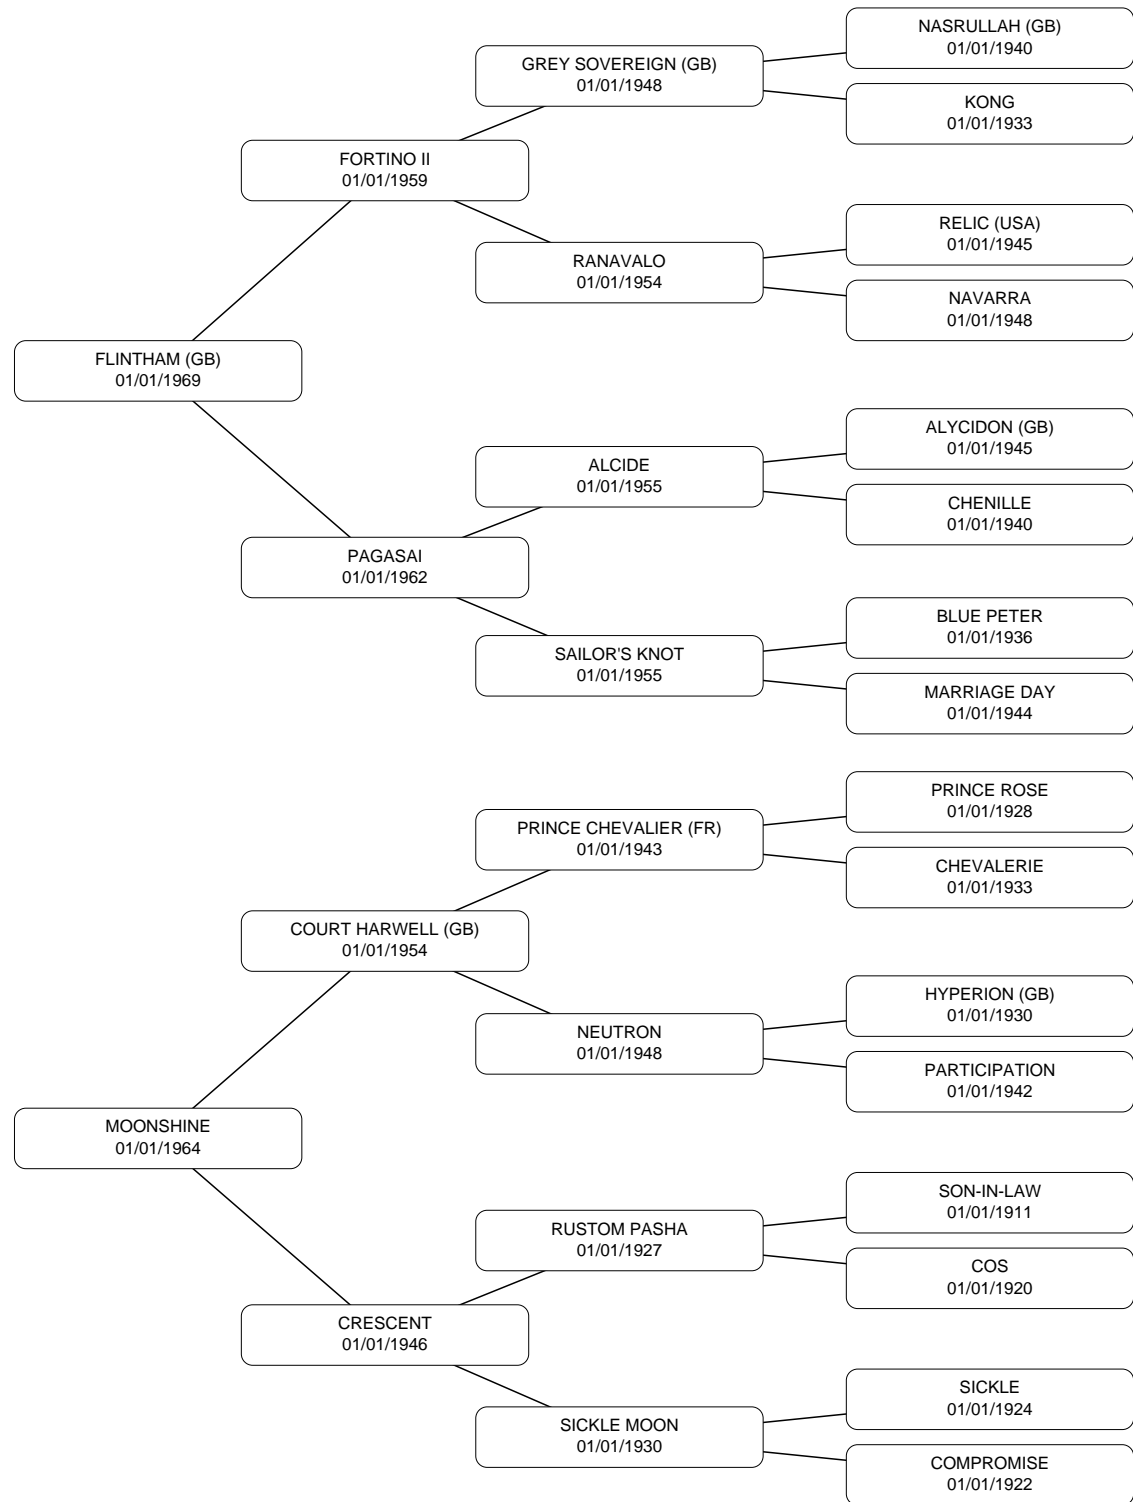 NASRULLAH (GB)
01/01/1940
GREY SOVEREIGN (GB)
01/01/1948
KONG
01/01/1933
FORTINO II
01/01/1959
RELIC (USA)
01/01/1945
RANAVALO
01/01/1954
NAVARRA
01/01/1948
FLINTHAM (GB)
01/01/1969
ALYCIDON (GB)
01/01/1945
ALCIDE
01/01/1955
CHENILLE
01/01/1940
PAGASAI
01/01/1962
BLUE PETER
01/01/1936
SAILOR'S KNOT
01/01/1955
MARRIAGE DAY
01/01/1944
PRINCE ROSE
01/01/1928
PRINCE CHEVALIER (FR)
01/01/1943
CHEVALERIE
01/01/1933
COURT HARWELL (GB)
01/01/1954
HYPERION (GB)
01/01/1930
NEUTRON
01/01/1948
PARTICIPATION
01/01/1942
MOONSHINE
01/01/1964
SON-IN-LAW
01/01/1911
RUSTOM PASHA
01/01/1927
COS
01/01/1920
CRESCENT
01/01/1946
SICKLE
01/01/1924
SICKLE MOON
01/01/1930
COMPROMISE
01/01/1922